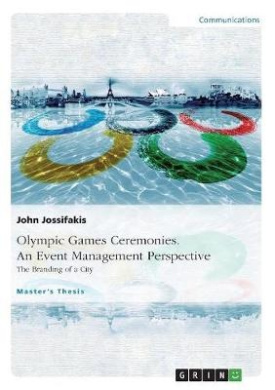 Communications
John Jossifakis
Olympic Games Ceremonies.
An Event Management Perspective
The Branding of a City
Master's Thesis
GRIN